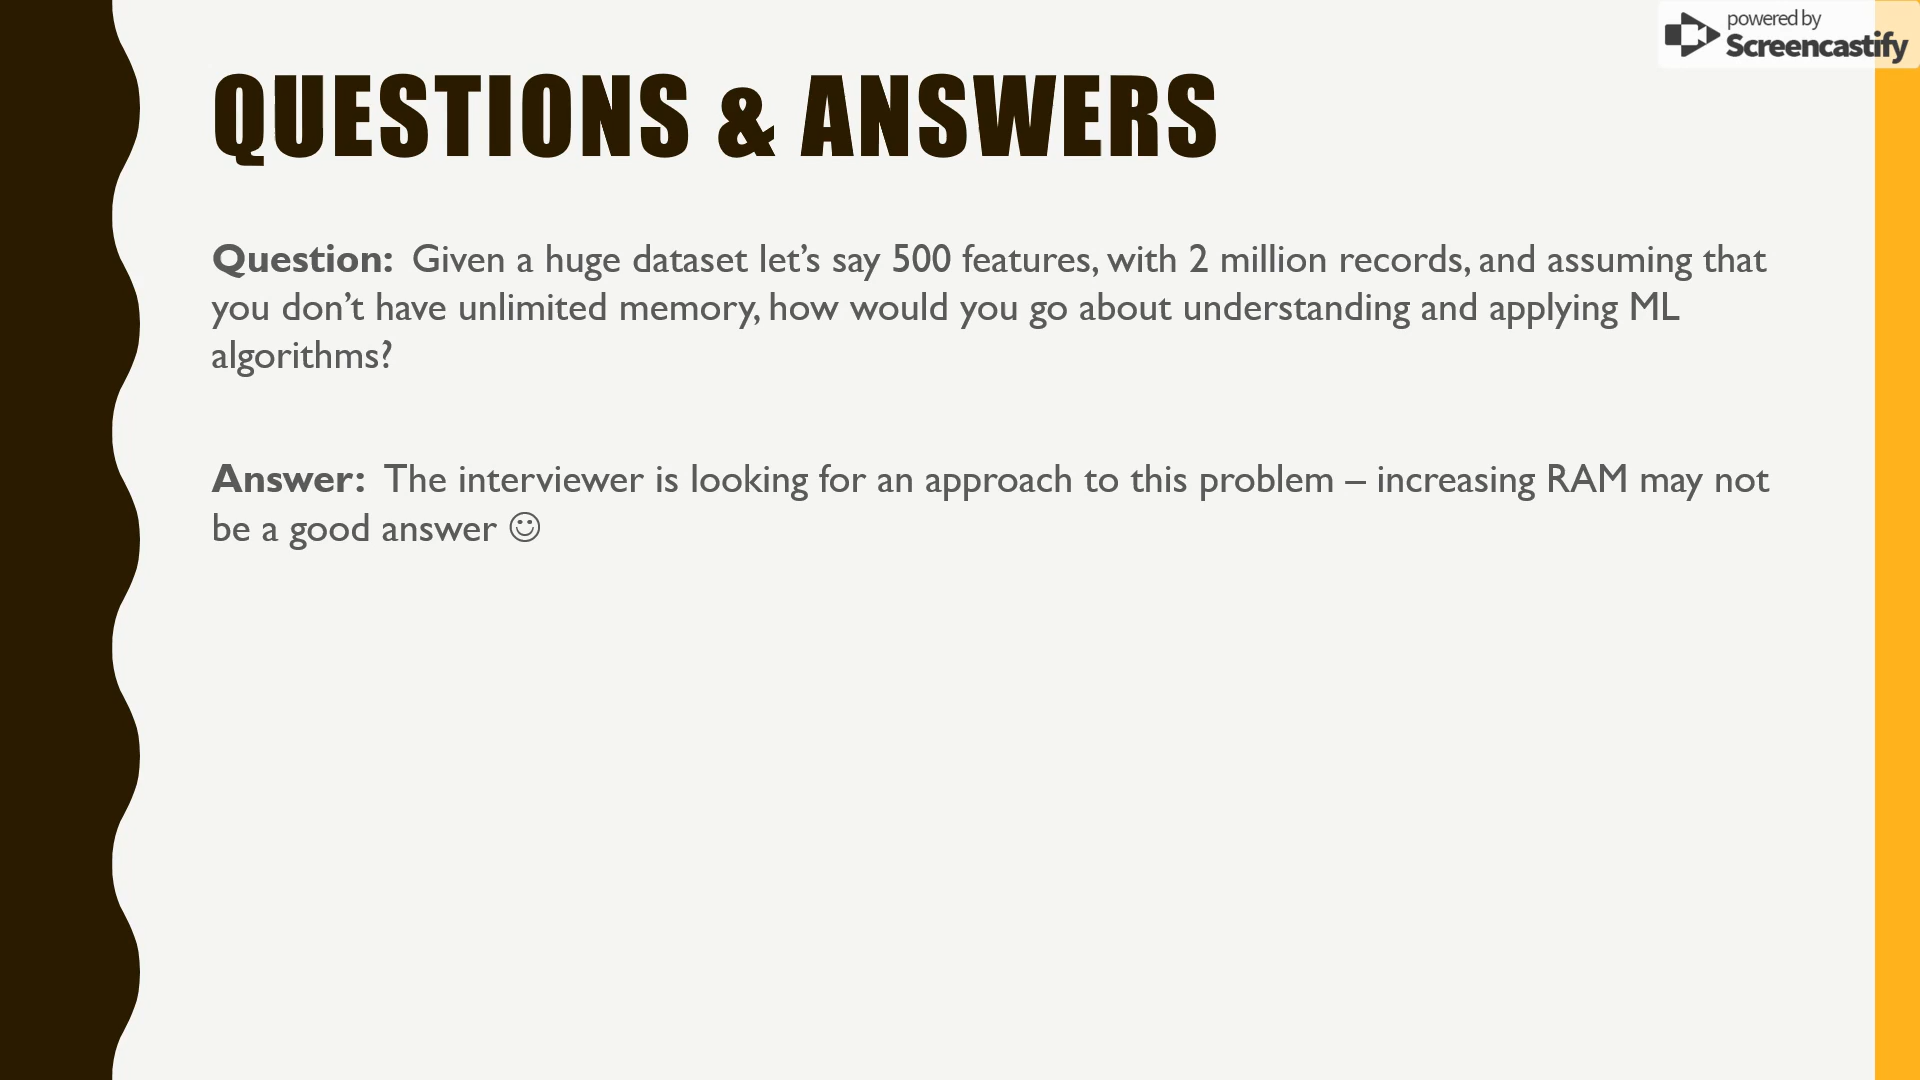 powered by
Screencastify
QUESTIONS & ANSWERS
Question: Given a huge dataset let’s say 500 features, with 2 million records, and assuming that
you don’t have unlimited memory, how would you go about understanding and applying ML
algorithms?
Answer: The interviewer is looking for an approach to this problem – increasing RAM may not
be a good answer ☺